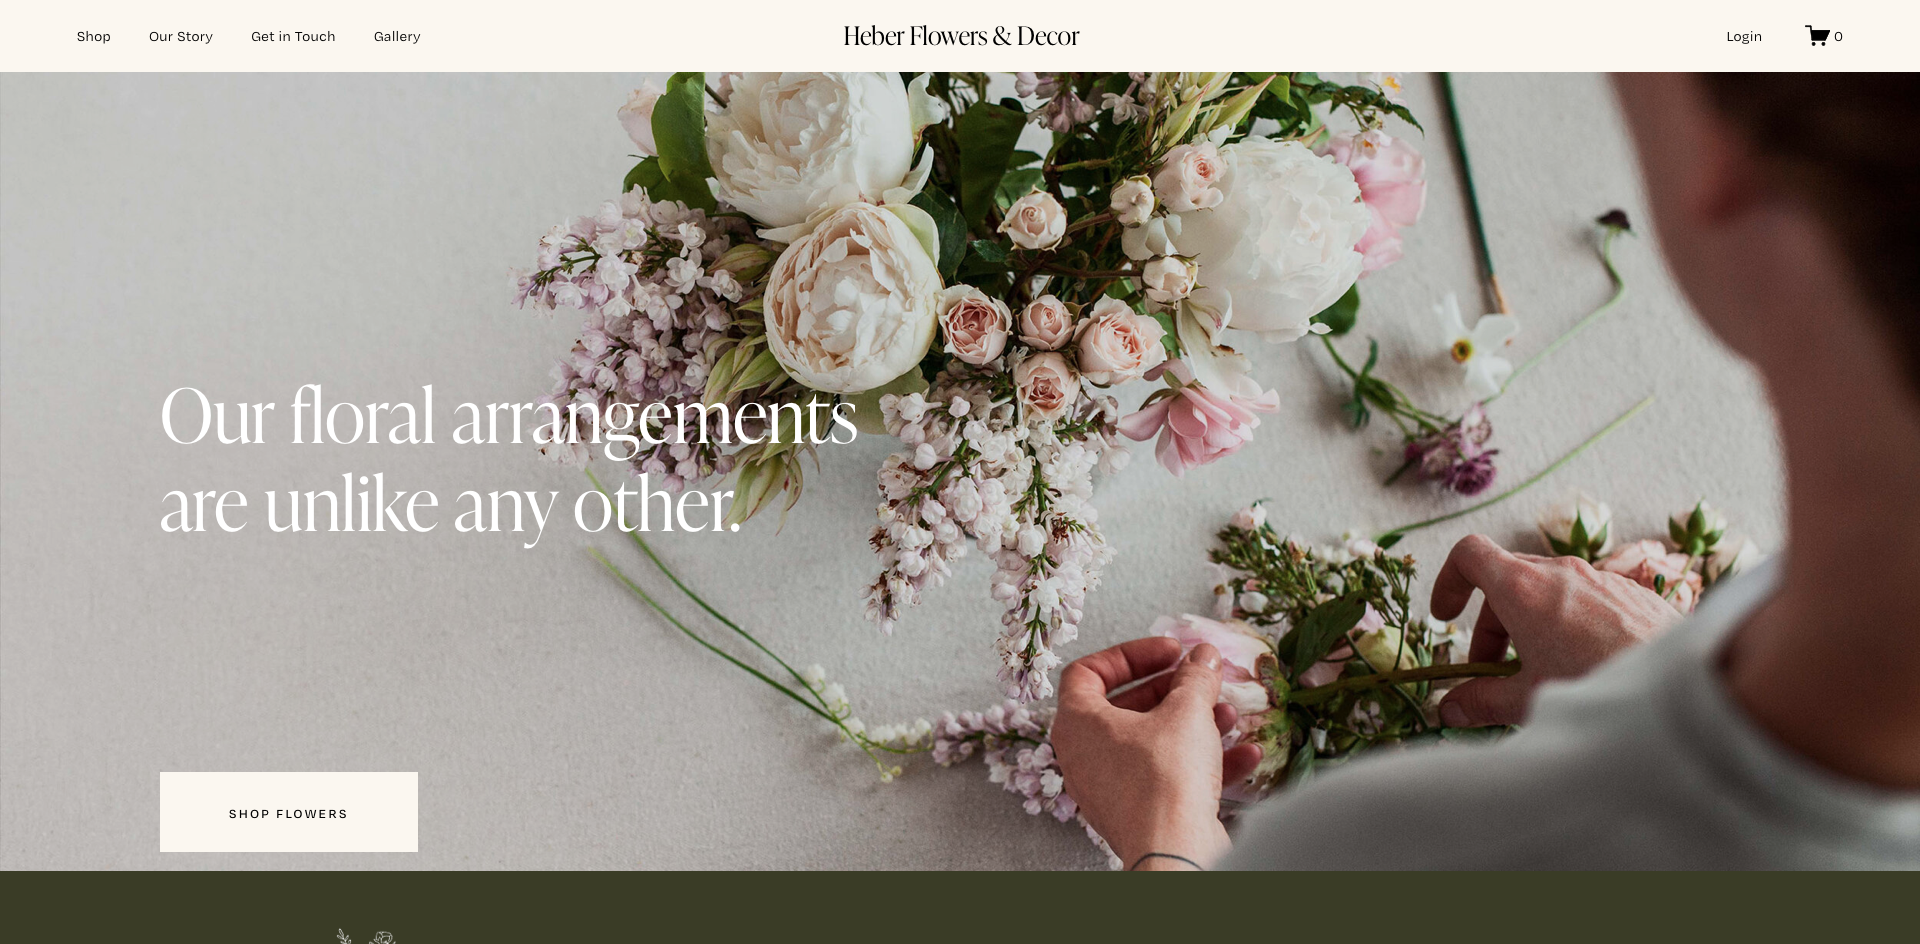 Shop
Our Story
Get in Touch
Gallery
Heber Flowers & Decor
Login
0
Our floral arrangements
are unlike any other.
SHOP FLOWERS